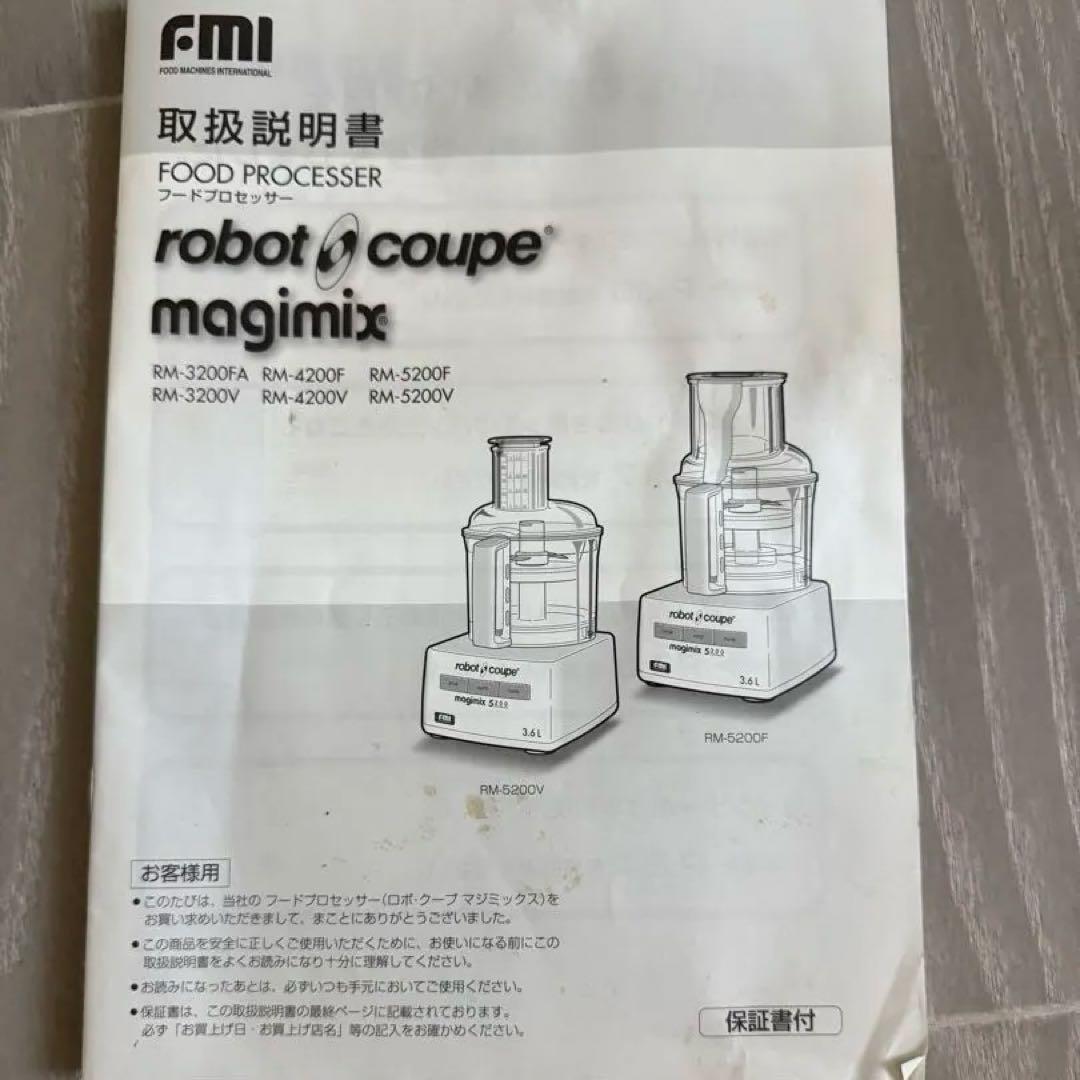 FMI
FOOD MACHINES INTERNATIONAL
取扱説明書
FOOD PROCESSER
フードプロセッサー
robot coupe®
magimix®
RM-3200FA RM-4200F RM-5200F
RM-3200V RM-4200V RM-5200V
robot coupe®
magimix 5200
FMI
3.6L
RM-5200F
robot coupe®
magimix 5200
FMI
3.6L
RM-5200V
お客様用
●このたびは、当社の フードプロセッサー(ロボ・クープ マジミックス)を
お買い求めいただきまして、まことにありがとうございました。
●この商品を安全に正しくご使用いただくために、お使いになる前にこの
取扱説明書をよくお読みになり十分に理解してください。
●お読みになったあとは、必ずいつも手元においてご使用ください。
●保証書は、この取扱説明書の最終ページに記載されております。
必ず「お買上げ日・お買上げ店名」等の記入をお確かめください。
保証書付